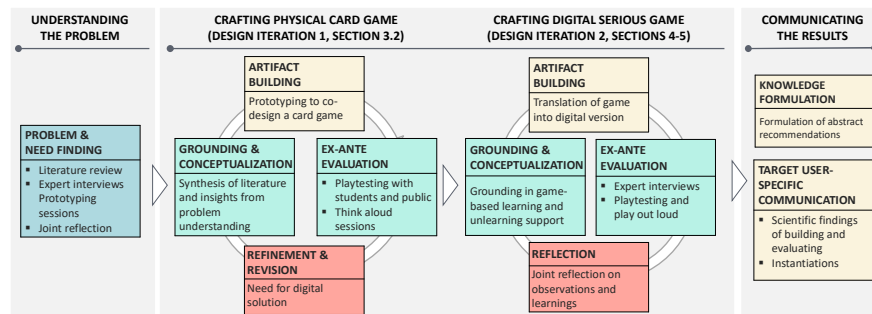 UNDERSTANDING
THE PROBLEM
PROBLEM &
NEED FINDING
▪ Literature review
▪ Expert interviews
Prototyping
sessions
▪ Joint reflection
CRAFTING PHYSICAL CARD GAME
(DESIGN ITERATION 1, SECTION 3.2)
ARTIFACT
BUILDING
Prototyping to co-
design a card game
GROUNDING &
CONCEPTUALIZATION
Synthesis of literature
and insights from
problem
understanding
EX-ANTE
EVALUATION
▪ Playtesting with
students and public
▪ Think aloud
sessions
REFINEMENT &
REVISION
Need for digital
solution
CRAFTING DIGITAL SERIOUS GAME
(DESIGN ITERATION 2, SECTIONS 4-5)
ARTIFACT
BUILDING
Translation of game
into digital version
GROUNDING &
CONCEPTUALIZATION
Grounding in game-
based learning and
unlearning support
EX-ANTE
EVALUATION
▪ Expert interviews
▪ Playtesting and
play out loud
REFLECTION
Joint reflection on
observations and
learnings
COMMUNICATING
THE RESULTS
KNOWLEDGE
FORMULATION
Formulation of abstract
recommendations
TARGET USER-
SPECIFIC
COMMUNICATION
▪ Scientific findings
of building and
evaluating
▪ Instantiations